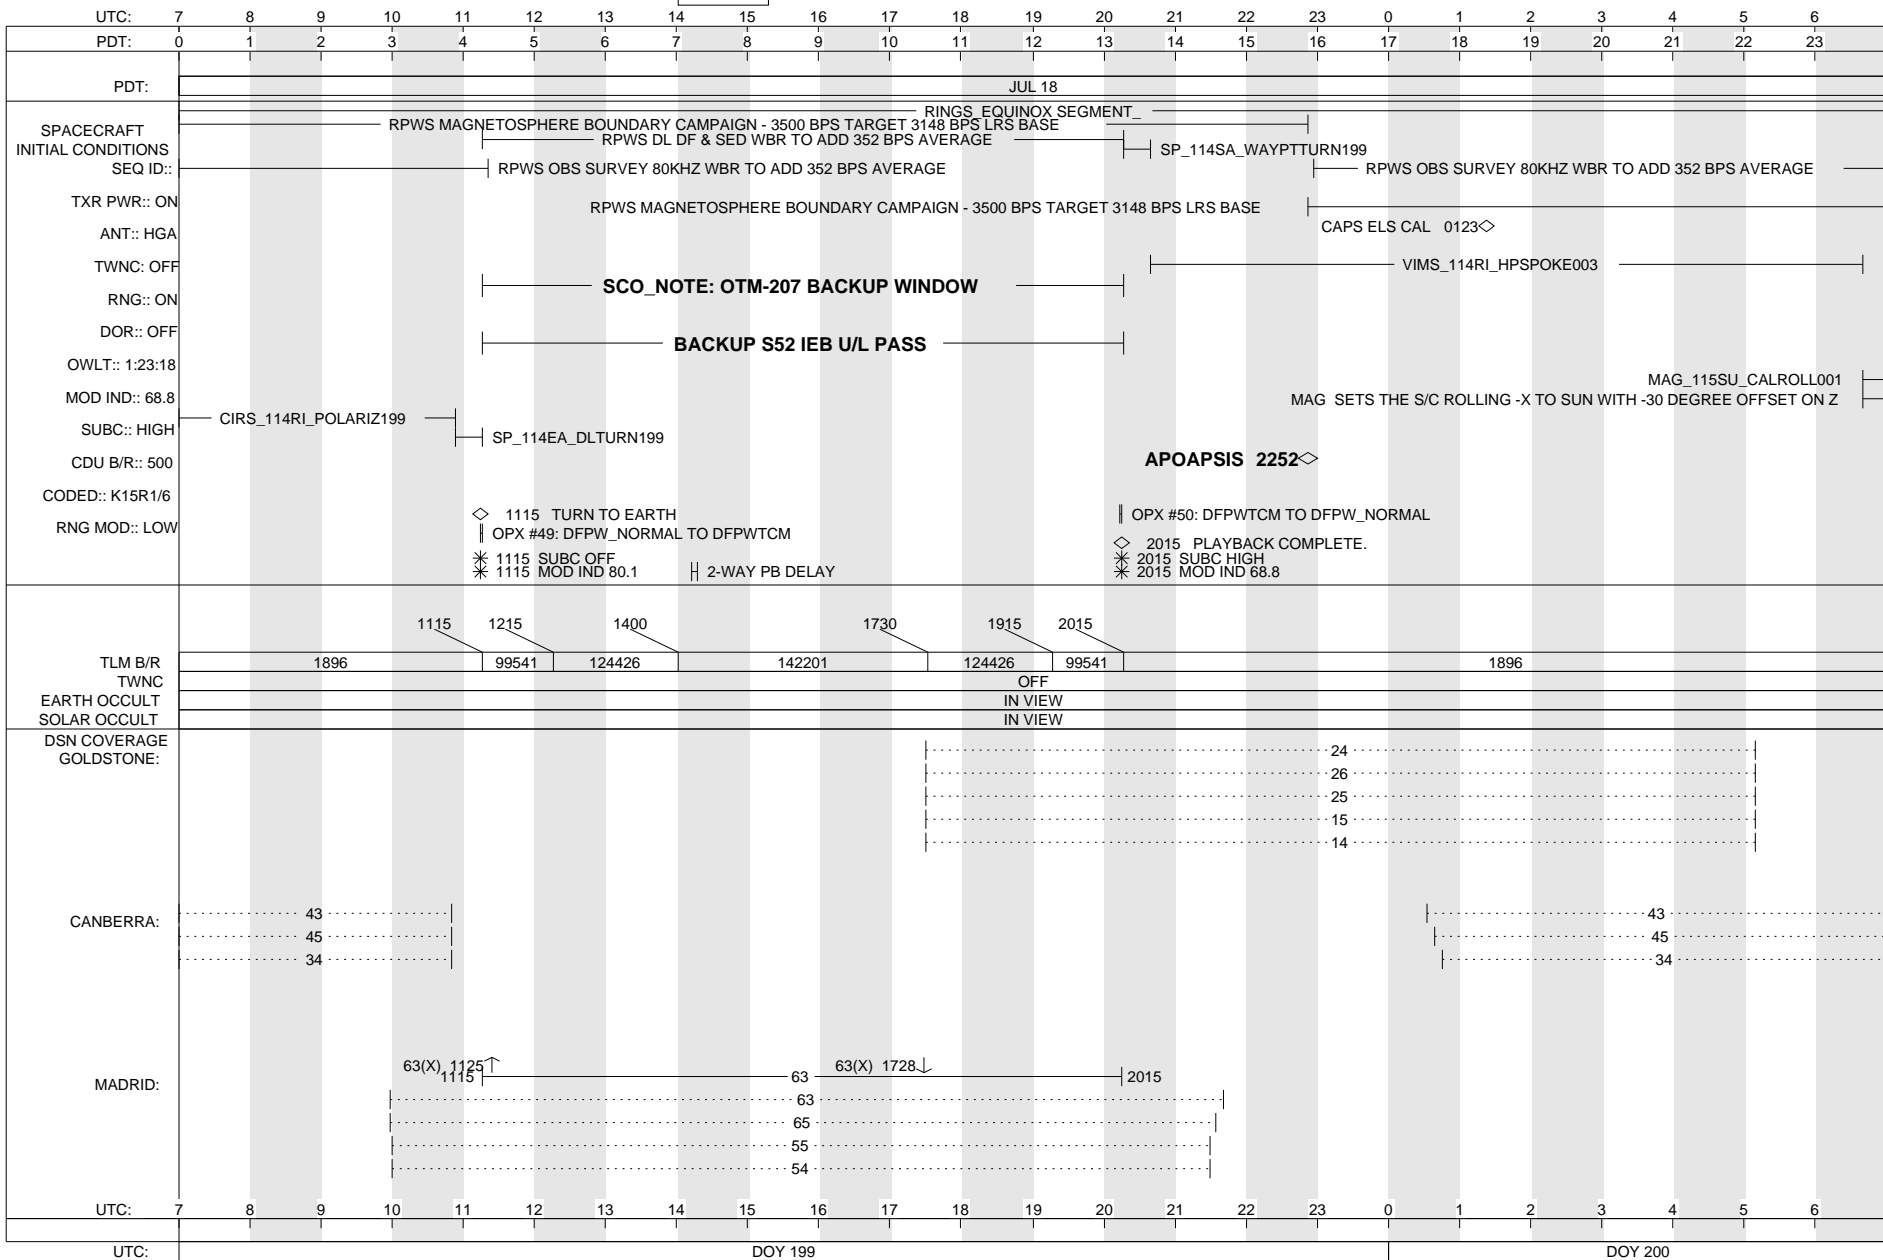 UTC: 7 8 9 10 11 12 13 14 15 16 17 18 19 20 21 22 23 0 1 2 3 4 5 6
PDT: 0 1 2 3 4 5 6 7 8 9 10 11 12 13 14 15 16 17 18 19 20 21 22 23
PDT: JUL 18
RINGS_EQUINOX SEGMENT_
SPACECRAFT INITIAL CONDITIONS
RPWS MAGNETOSPHERE BOUNDARY CAMPAIGN - 3500 BPS TARGET 3148 BPS LRS BASE
RPWS DL DF & SED WBR TO ADD 352 BPS AVERAGE
SP_114SA_WAYPTTURN199
SEQ ID::
RPWS OBS SURVEY 80KHZ WBR TO ADD 352 BPS AVERAGE
RPWS OBS SURVEY 80KHZ WBR TO ADD 352 BPS AVERAGE
TXR PWR:: ON
RPWS MAGNETOSPHERE BOUNDARY CAMPAIGN - 3500 BPS TARGET 3148 BPS LRS BASE
CAPS ELS CAL 0123
ANT:: HGA
TWNC: OFF
VIMS_114RI_HPSPOKE003
SCO_NOTE: OTM-207 BACKUP WINDOW
RNG:: ON
DOR:: OFF
BACKUP S52 IEB U/L PASS
OWLT:: 1:23:18
MAG_115SU_CALROLL001
MOD IND:: 68.8
MAG SETS THE S/C ROLLING -X TO SUN WITH -30 DEGREE OFFSET ON Z
CIRS_114RI_POLARIZ199
SUBC:: HIGH
SP_114EA_DLTURN199
CDU B/R:: 500
APOAPSIS 2252
CODED:: K15R1/6
1115 TURN TO EARTH
OPX #50: DFPWTCM TO DFPW_NORMAL
RNG MOD:: LOW
OPX #49: DFPW_NORMAL TO DFPWTCM
2015 PLAYBACK COMPLETE.
1115 SUBC OFF
2015 SUBC HIGH
1115 MOD IND 80.1
2-WAY PB DELAY
2015 MOD IND 68.8
1115 1215 1400 1730 1915 2015
TLM B/R 1896 99541 124426 142201 124426 99541 1896
TWNC OFF
EARTH OCCULT IN VIEW
SOLAR OCCULT IN VIEW
DSN COVERAGE
GOLDSTONE:
24
26
25
15
14
CANBERRA:
43 43
45 45
34 34
MADRID:
63(X) 1125 63(X) 1728
1115 63 2015
63
65
55
54
UTC: 7 8 9 10 11 12 13 14 15 16 17 18 19 20 21 22 23 0 1 2 3 4 5 6
UTC: DOY 199 DOY 200